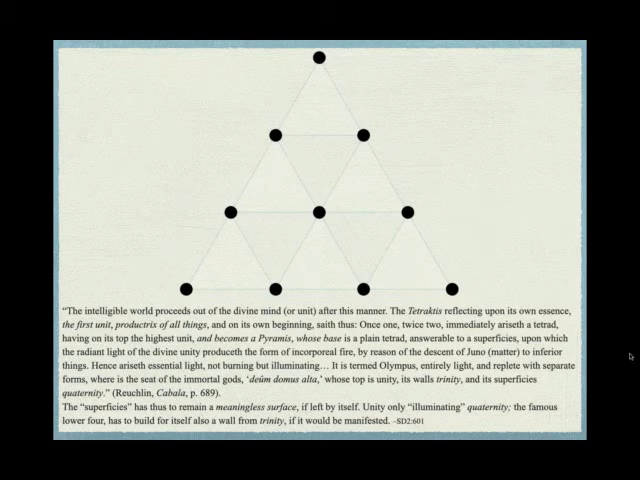 “The intelligible world proceeds out of the divine mind (or unit) after this manner. The Tetraktis reflecting upon its own essence,
the first unit, productrix of all things, and on its own beginning, saith thus: Once one, twice two, immediately ariseth a tetrad,
having on its top the highest unit, and becomes a Pyramis, whose base is a plain tetrad, answerable to a superficies, upon which
the radiant light of the divine unity produceth the form of incorporeal fire, by reason of the descent of Juno (matter) to inferior
things. Hence ariseth essential light, not burning but illuminating… It is termed Olympus, entirely light, and replete with separate
forms, where is the seat of the immortal gods, ‘deûm domus alta,’ whose top is unity, its walls trinity, and its superficies
quaternity.” (Reuchlin, Cabala, p. 689).
The “superficies” has thus to remain a meaningless surface, if left by itself. Unity only “illuminating” quaternity; the famous
lower four, has to build for itself also a wall from trinity, if it would be manifested. –SD2:601